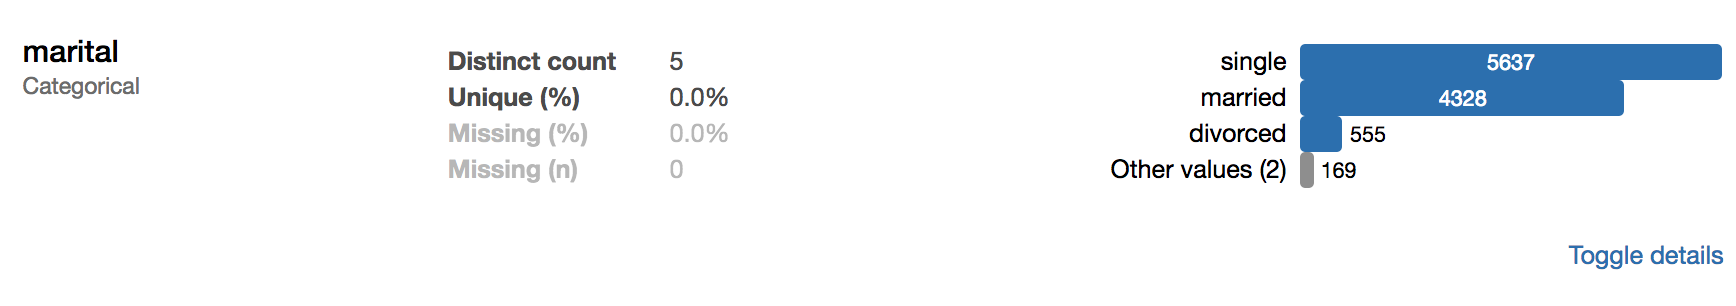 marital
Categorical
Distinct count 5
Unique (%) 0.0%
Missing (%) 0.0%
Missing (n) 0
single 5637
married 4328
divorced 555
Other values (2) 169
Toggle details